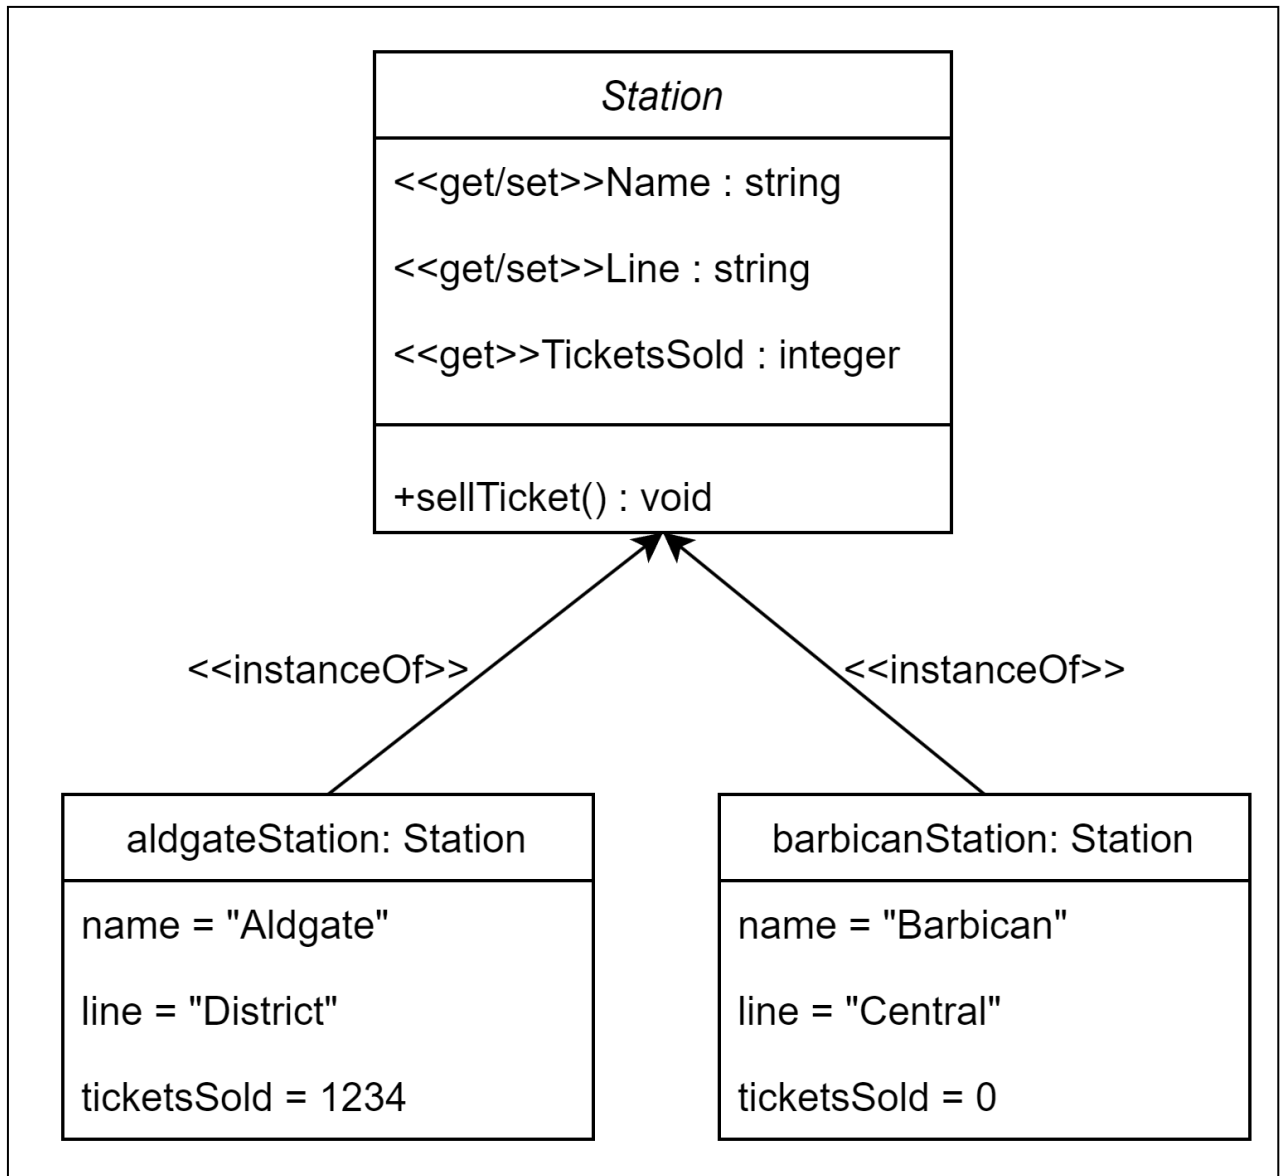 Station
<<get/set>>Name : string
<<get/set>>Line : string
<<get>>TicketsSold : integer
+sellTicket() : void
<<instanceOf>>
<<instanceOf>>
aldgateStation: Station
name = "Aldgate"
line = "District"
ticketsSold = 1234
barbicanStation: Station
name = "Barbican"
line = "Central"
ticketsSold = 0